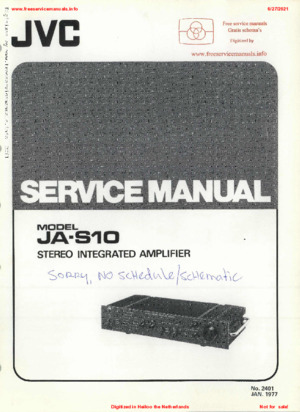 www.freeservicemanuals.info
6/27/2521
JVC
Free service manuals
Gratis schema's
Digitized by
www.freeservicemanuals.info
SERVICE MANUAL
MODEL
JA-S10
STEREO INTEGRATED AMPLIFIER
SORRY, NO SCHedule/SCHematic
No. 2401
JAN. 1977
Digitized in Heiloo the Netherlands
Not for sale!